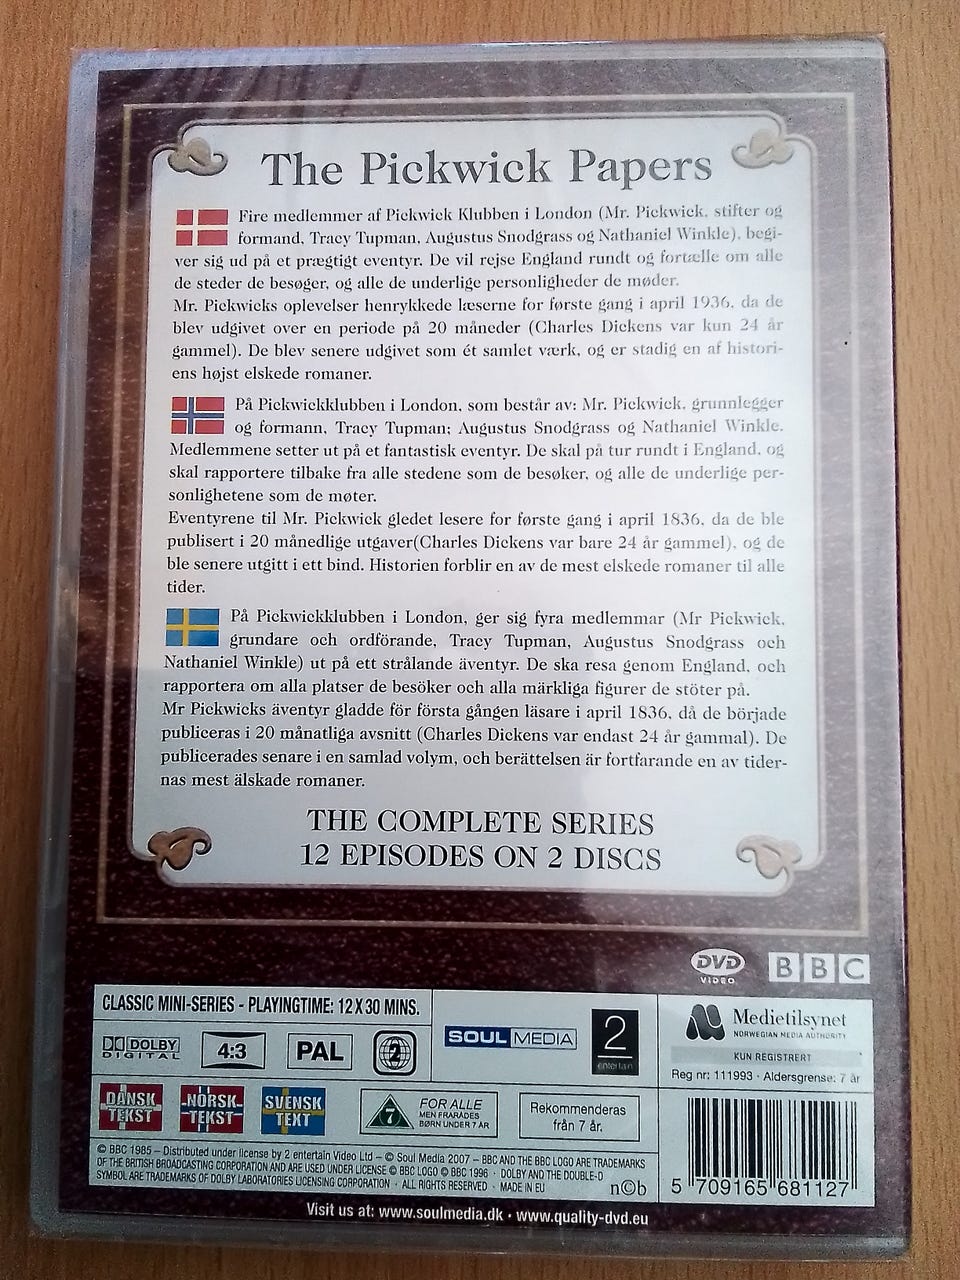 The Pickwick Papers
Fire medlemmer af Pickwick Klubben i London (Mr. Pickwick, stifter og
formand, Tracy Tupman, Augustus Snodgrass og Nathaniel Winkle), begi-
ver sig ud på et prægtigt eventyr. De vil rejse England rundt og fortælle om alle
de steder de besøger, og alle de underlige personligheder de møder.
Mr. Pickwicks oplevelser henrykkede læserne for første gang i april 1936, da de
blev udgivet over en periode på 20 måneder (Charles Dickens var kun 24 år
gammel). De blev senere udgivet som ét samlet værk, og er stadig en af histori-
ens højst elskede romaner.
På Pickwickklubben i London, som består av: Mr. Pickwick, grunnlegger
og formann, Tracy Tupman; Augustus Snodgrass og Nathaniel Winkle.
Medlemmene setter ut på et fantastisk eventyr. De skal på tur rundt i England, og
skal rapportere tilbake fra alle stedene som de besøker, og alle de underlige per-
sonlighetene som de møter.
Eventyrene til Mr. Pickwick gledet lesere for første gang i april 1836, da de ble
publisert i 20 månedlige utgaver(Charles Dickens var bare 24 år gammel), og de
ble senere utgitt i ett bind. Historien forblir en av de mest elskede romaner til alle
tider.
På Pickwickklubben i London, ger sig fyra medlemmar (Mr Pickwick,
grundare och ordförande, Tracy Tupman, Augustus Snodgrass och
Nathaniel Winkle) ut på ett strålande äventyr. De ska resa genom England, och
rapportera om alla platser de besöker och alla märkliga figurer de stöter på.
Mr Pickwicks äventyr gladde för första gången läsare i april 1836, då de började
publiceras i 20 månatliga avsnitt (Charles Dickens var endast 24 år gammal). De
publicerades senare i en samlad volym, och berättelsen är fortfarande en av tider-
nas mest älskade romaner.
THE COMPLETE SERIES
12 EPISODES ON 2 DISCS
DVD
VIDEO
BBC
CLASSIC MINI-SERIES - PLAYINGTIME: 12 X 30 MINS.
DOLBY
DIGITAL
4:3
PAL
2
SOUL MEDIA
2
entertain
Medietilsynet
NORWEGIAN MEDIA AUTHORITY
KUN REGISTRERT
Reg nr: 111993 · Aldersgrense: 7 år
DANSK
TEKST
NORSK
TEKST
SVENSK
TEXT
7
FOR ALLE
MEN FRARÅDES
BØRN UNDER 7 ÅR
Rekommenderas
från 7 år.
© BBC 1985 – Distributed under license by 2 entertain Video Ltd – © Soul Media 2007 – BBC AND THE BBC LOGO ARE TRADEMARKS
OF THE BRITISH BROADCASTING CORPORATION AND ARE USED UNDER LICENSE © BBC LOGO © BBC 1996 · DOLBY AND THE DOUBLE-D
SYMBOL ARE TRADEMARKS OF DOLBY LABORATORIES LICENSING CORPORATION · ALL RIGHTS RESERVED · MADE IN EU
n©b
5 709165 681127
Visit us at: www.soulmedia.dk · www.quality-dvd.eu